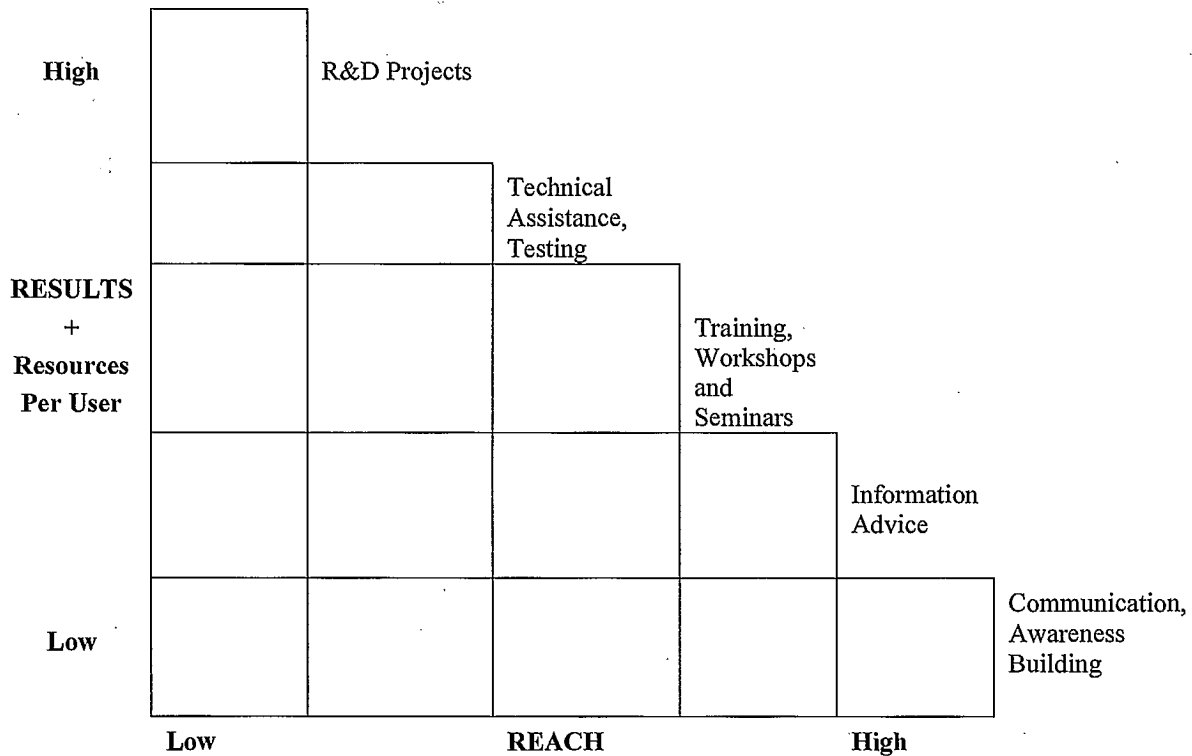 High
R&D Projects
Technical
Assistance,
Testing
RESULTS
+
Resources
Per User
Training,
Workshops
and
Seminars
Information
Advice
Low
Communication,
Awareness
Building
Low
REACH
High